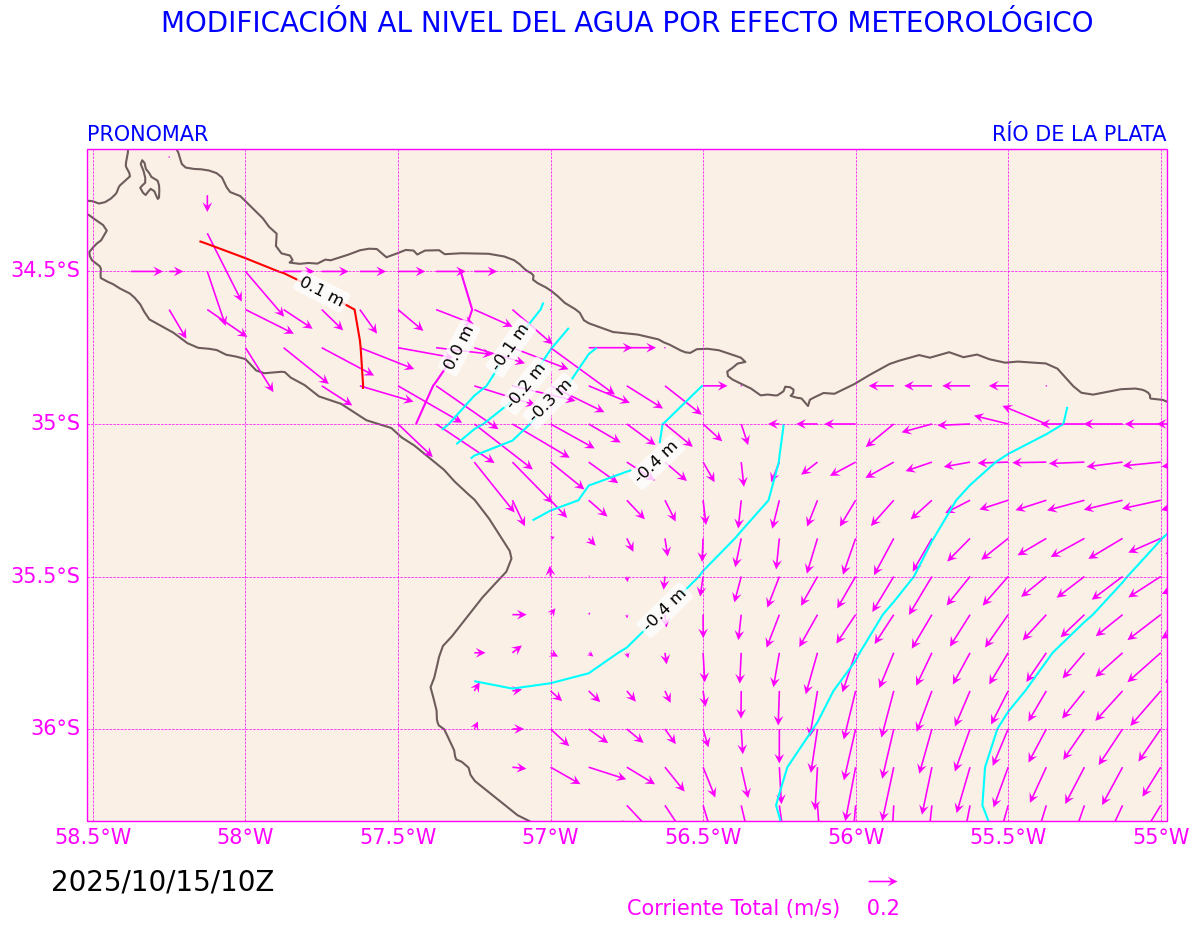 MODIFICACIÓN AL NIVEL DEL AGUA POR EFECTO METEOROLÓGICO
PRONOMAR
RÍO DE LA PLATA
34.5°S
35°S
35.5°S
36°S
0.1 m
0.0 m
-0.1 m
-0.2 m
-0.3 m
-0.4 m
-0.4 m
58.5°W
58°W
57.5°W
57°W
56.5°W
56°W
55.5°W
55°W
2025/10/15/10Z
Corriente Total (m/s)
0.2